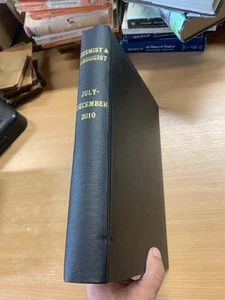 CHEMIST &
DRUGGIST
JULY-
DECEMBER
2010